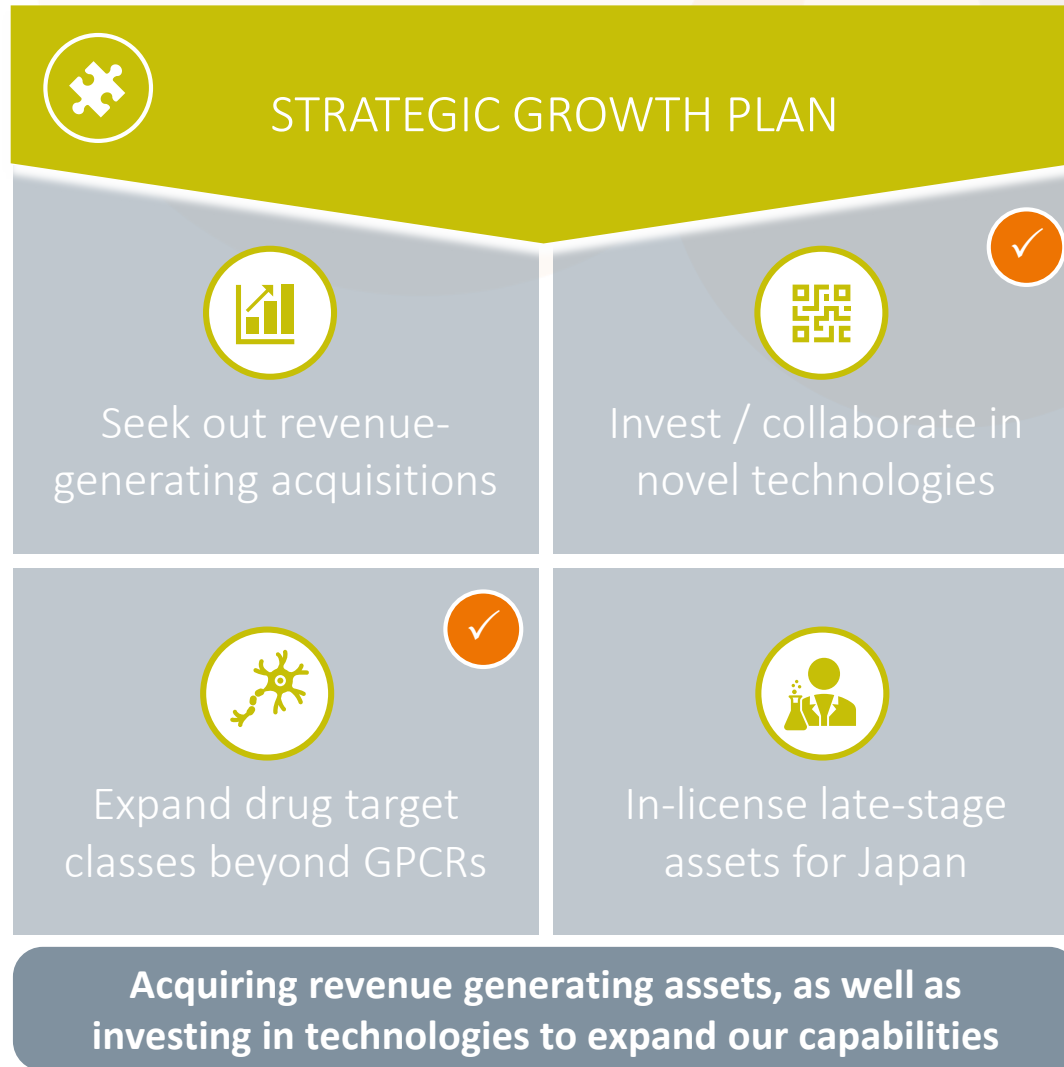 STRATEGIC GROWTH PLAN
Seek out revenue-
generating acquisitions
Invest / collaborate in
novel technologies
Expand drug target
classes beyond GPCRs
In-license late-stage
assets for Japan
Acquiring revenue generating assets, as well as
investing in technologies to expand our capabilities